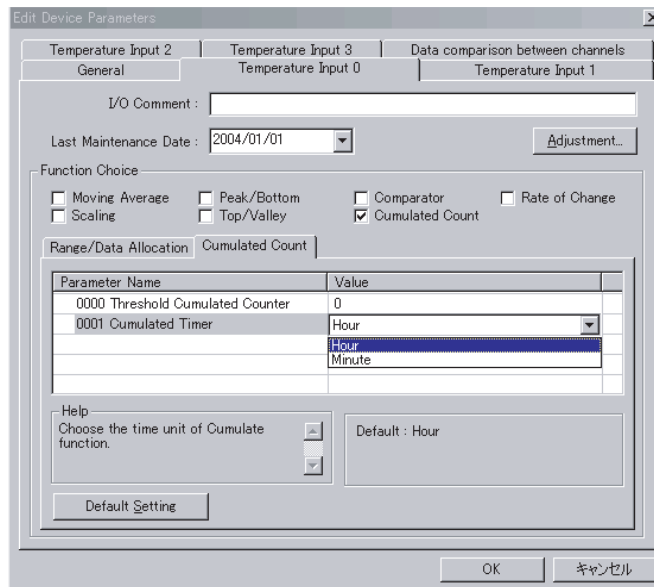 Edit Device Parameters
Temperature Input 2 Temperature Input 3 Data comparison between channels
General Temperature Input 0 Temperature Input 1
I/O Comment :
Last Maintenance Date : 2004/01/01 Adjustment...
Function Choice
Moving Average Peak/Bottom Comparator Rate of Change
Scaling Top/Valley Cumulated Count
Range/Data Allocation Cumulated Count
Parameter Name Value
0000 Threshold Cumulated Counter 0
0001 Cumulated Timer Hour
Hour
Minute
Help
Choose the time unit of Cumulate
function.
Default : Hour
Default Setting
OK キャンセル